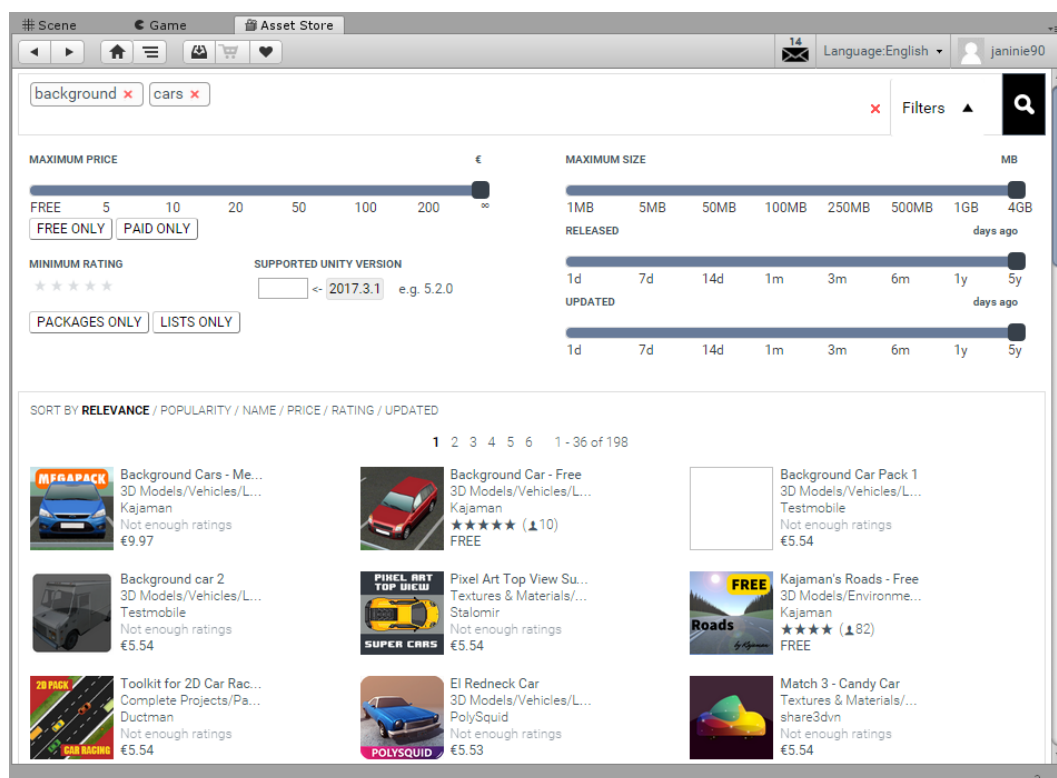 Scene Game Asset Store
14 Language:English janinie90
background × cars × × Filters ▲
MAXIMUM PRICE €
FREE 5 10 20 50 100 200 ∞
FREE ONLY PAID ONLY
MINIMUM RATING SUPPORTED UNITY VERSION
<- 2017.3.1 e.g. 5.2.0
PACKAGES ONLY LISTS ONLY
MAXIMUM SIZE MB
1MB 5MB 50MB 100MB 250MB 500MB 1GB 4GB
RELEASED days ago
1d 7d 14d 1m 3m 6m 1y 5y
UPDATED days ago
1d 7d 14d 1m 3m 6m 1y 5y
SORT BY RELEVANCE / POPULARITY / NAME / PRICE / RATING / UPDATED
1 2 3 4 5 6 1 - 36 of 198
MEGAPACK
Background Cars - Me...
3D Models/Vehicles/L...
Kajaman
Not enough ratings
€9.97
Background Car - Free
3D Models/Vehicles/L...
Kajaman
★★★★★ (10)
FREE
Background Car Pack 1
3D Models/Vehicles/L...
Testmobile
Not enough ratings
€5.54
Background car 2
3D Models/Vehicles/L...
Testmobile
Not enough ratings
€5.54
PIXEL ART
TOP VIEW
SUPER CARS
Pixel Art Top View Su...
Textures & Materials/...
Stalomir
Not enough ratings
€5.54
FREE
Roads
by Kajaman
Kajaman's Roads - Free
3D Models/Environme...
Kajaman
★★★★ (82)
FREE
2D PACK
CAR RACING
Toolkit for 2D Car Rac...
Complete Projects/Pa...
Ductman
Not enough ratings
€5.54
POLYSQUID
El Redneck Car
3D Models/Vehicles/L...
PolySquid
Not enough ratings
€5.53
Match 3 - Candy Car
Textures & Materials/...
share3dvn
Not enough ratings
€5.54